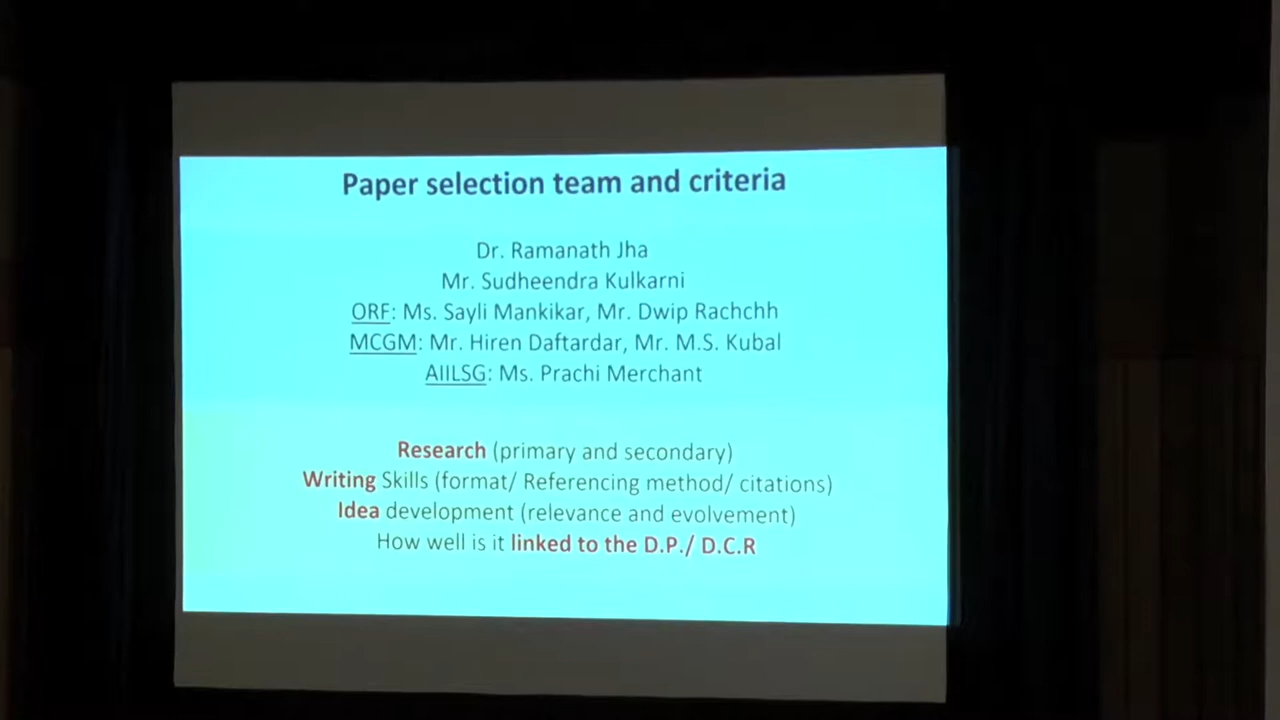 Paper selection team and criteria
Dr. Ramanath Jha
Mr. Sudheendra Kulkarni
ORF: Ms. Sayli Mankikar, Mr. Dwip Rachchh
MCGM: Mr. Hiren Daftardar, Mr. M.S. Kubal
AIILSG: Ms. Prachi Merchant
Research (primary and secondary)
Writing Skills (format/ Referencing method/ citations)
Idea development (relevance and evolvement)
How well is it linked to the D.P./ D.C.R